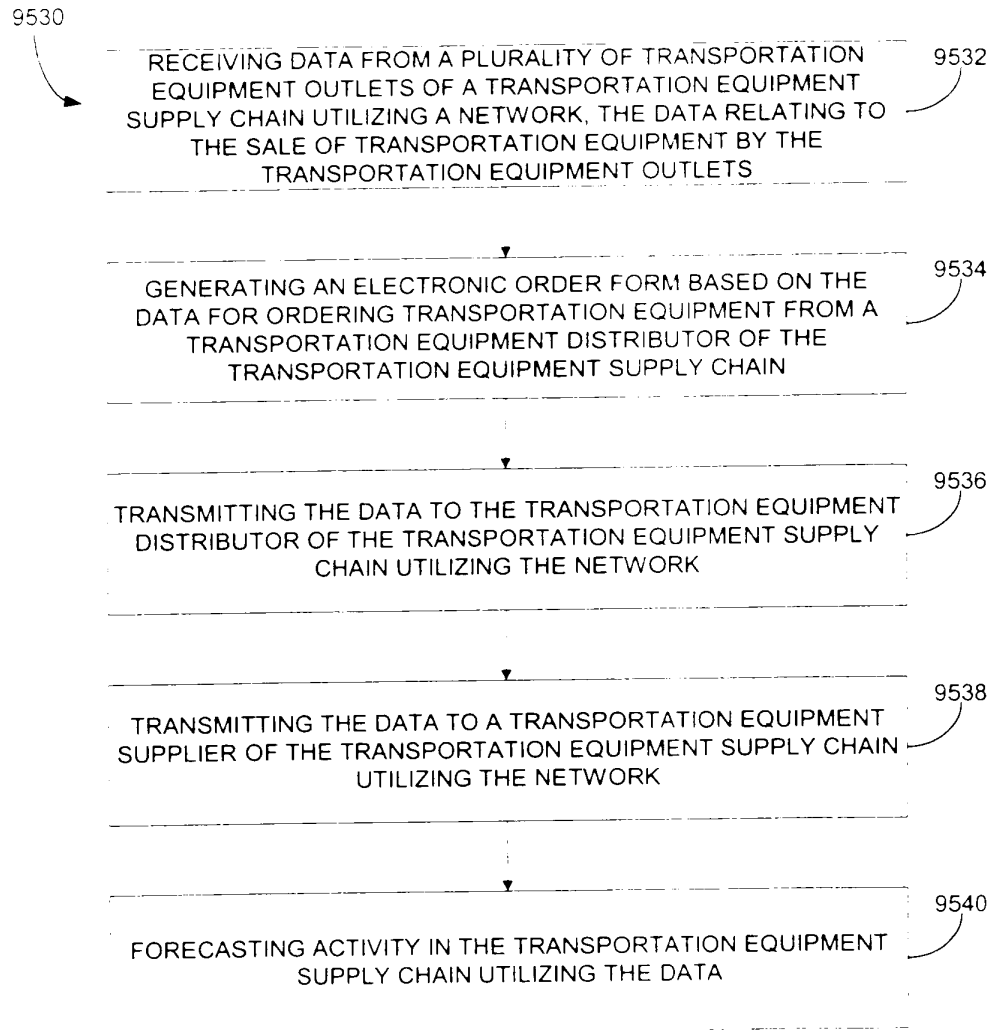 9530
RECEIVING DATA FROM A PLURALITY OF TRANSPORTATION
EQUIPMENT OUTLETS OF A TRANSPORTATION EQUIPMENT
SUPPLY CHAIN UTILIZING A NETWORK, THE DATA RELATING TO
THE SALE OF TRANSPORTATION EQUIPMENT BY THE
TRANSPORTATION EQUIPMENT OUTLETS
9532
GENERATING AN ELECTRONIC ORDER FORM BASED ON THE
DATA FOR ORDERING TRANSPORTATION EQUIPMENT FROM A
TRANSPORTATION EQUIPMENT DISTRIBUTOR OF THE
TRANSPORTATION EQUIPMENT SUPPLY CHAIN
9534
TRANSMITTING THE DATA TO THE TRANSPORTATION EQUIPMENT
DISTRIBUTOR OF THE TRANSPORTATION EQUIPMENT SUPPLY
CHAIN UTILIZING THE NETWORK
9536
TRANSMITTING THE DATA TO A TRANSPORTATION EQUIPMENT
SUPPLIER OF THE TRANSPORTATION EQUIPMENT SUPPLY CHAIN
UTILIZING THE NETWORK
9538
FORECASTING ACTIVITY IN THE TRANSPORTATION EQUIPMENT
SUPPLY CHAIN UTILIZING THE DATA
9540